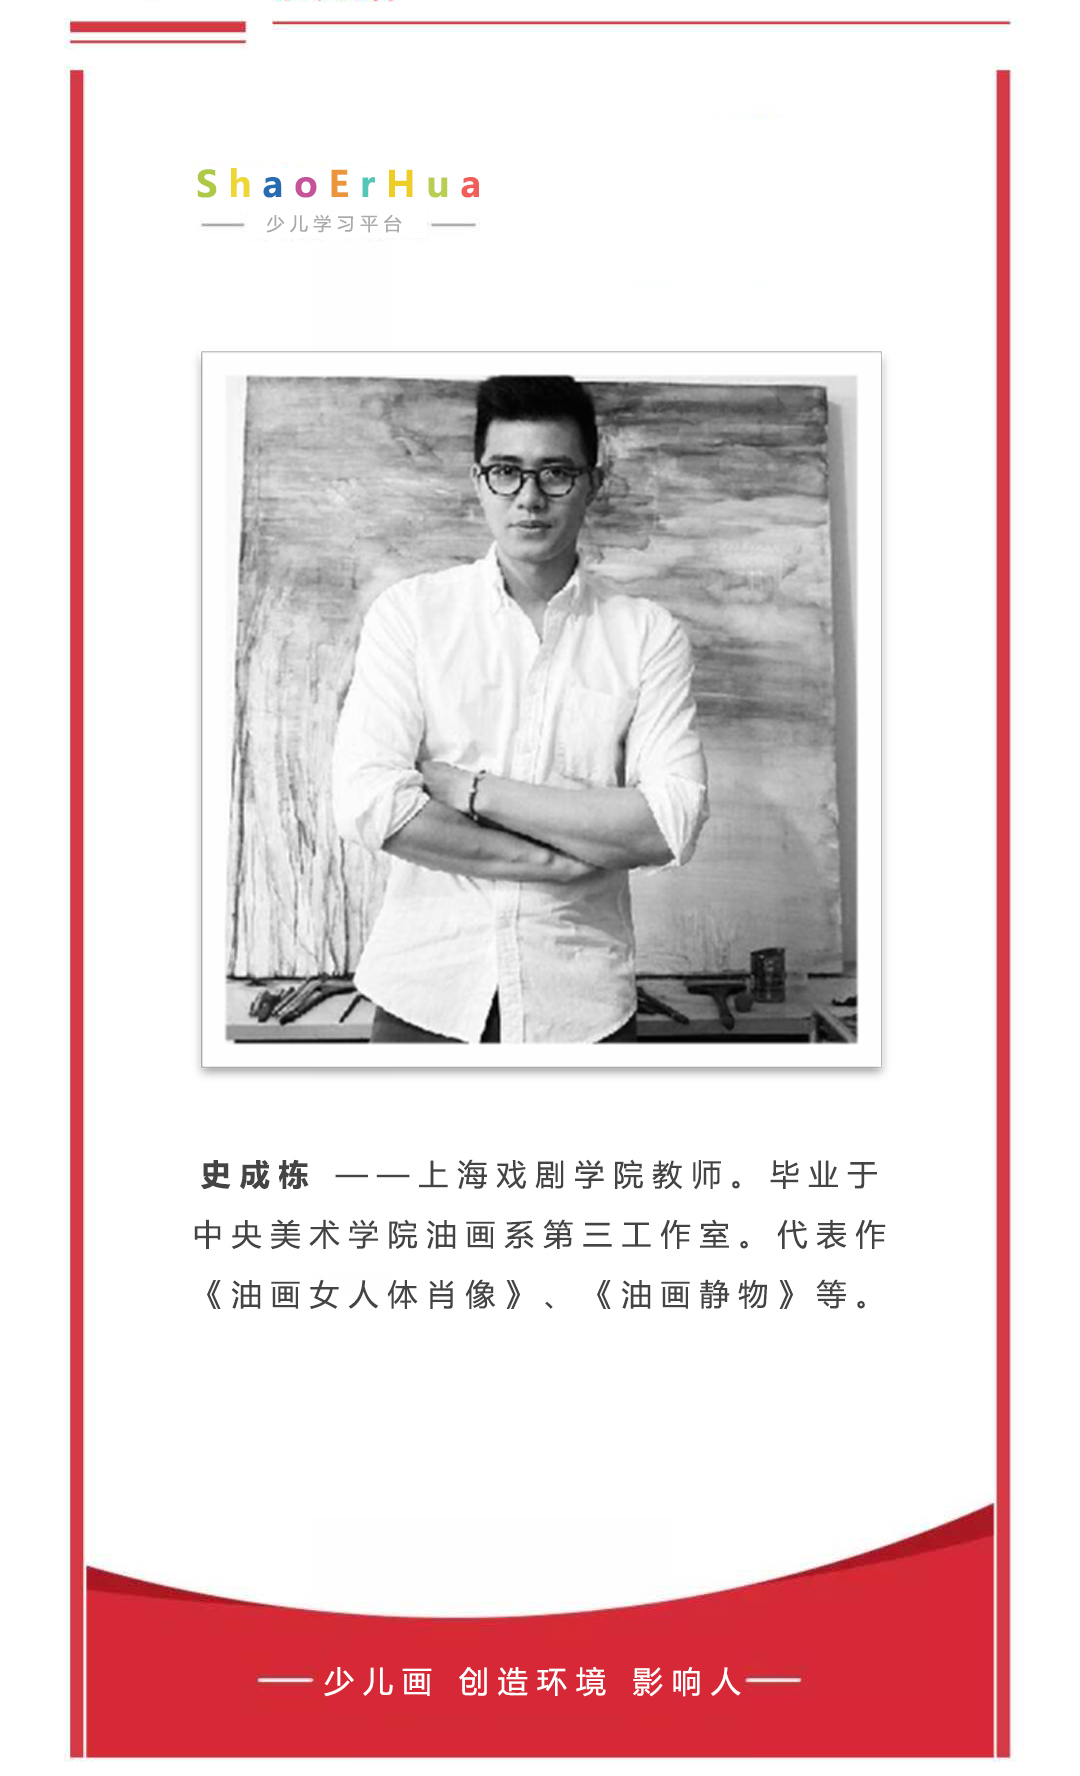 ShaoErHua
少儿学习平台
史成栋 ——上海戏剧学院教师。毕业于
中央美术学院油画系第三工作室。代表作
《油画女人体肖像》、《油画静物》等。
少儿画 创造环境 影响人